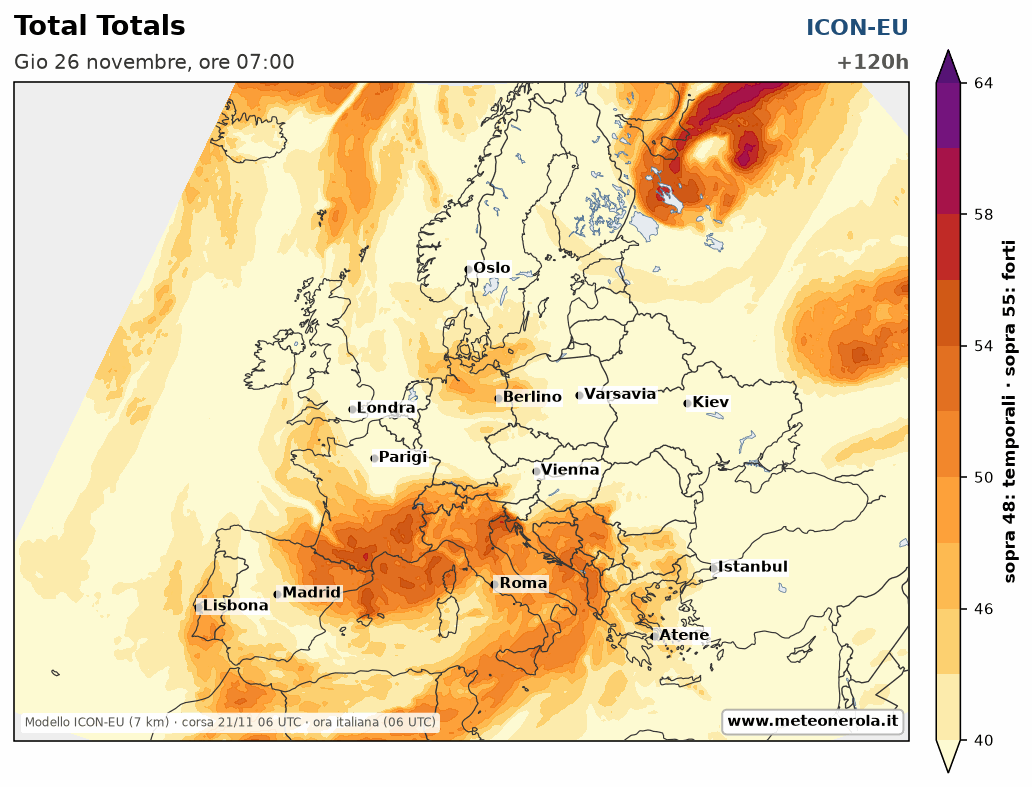 Total Totals
ICON-EU
Gio 26 novembre, ore 07:00
+120h
64
58
54
50
46
40
sopra 48: temporali · sopra 55: forti
Oslo
Berlino
Varsavia
Kiev
Londra
Parigi
Vienna
Istanbul
Roma
Madrid
Lisbona
Atene
Modello ICON-EU (7 km) · corsa 21/11 06 UTC · ora italiana (06 UTC)
www.meteonerola.it